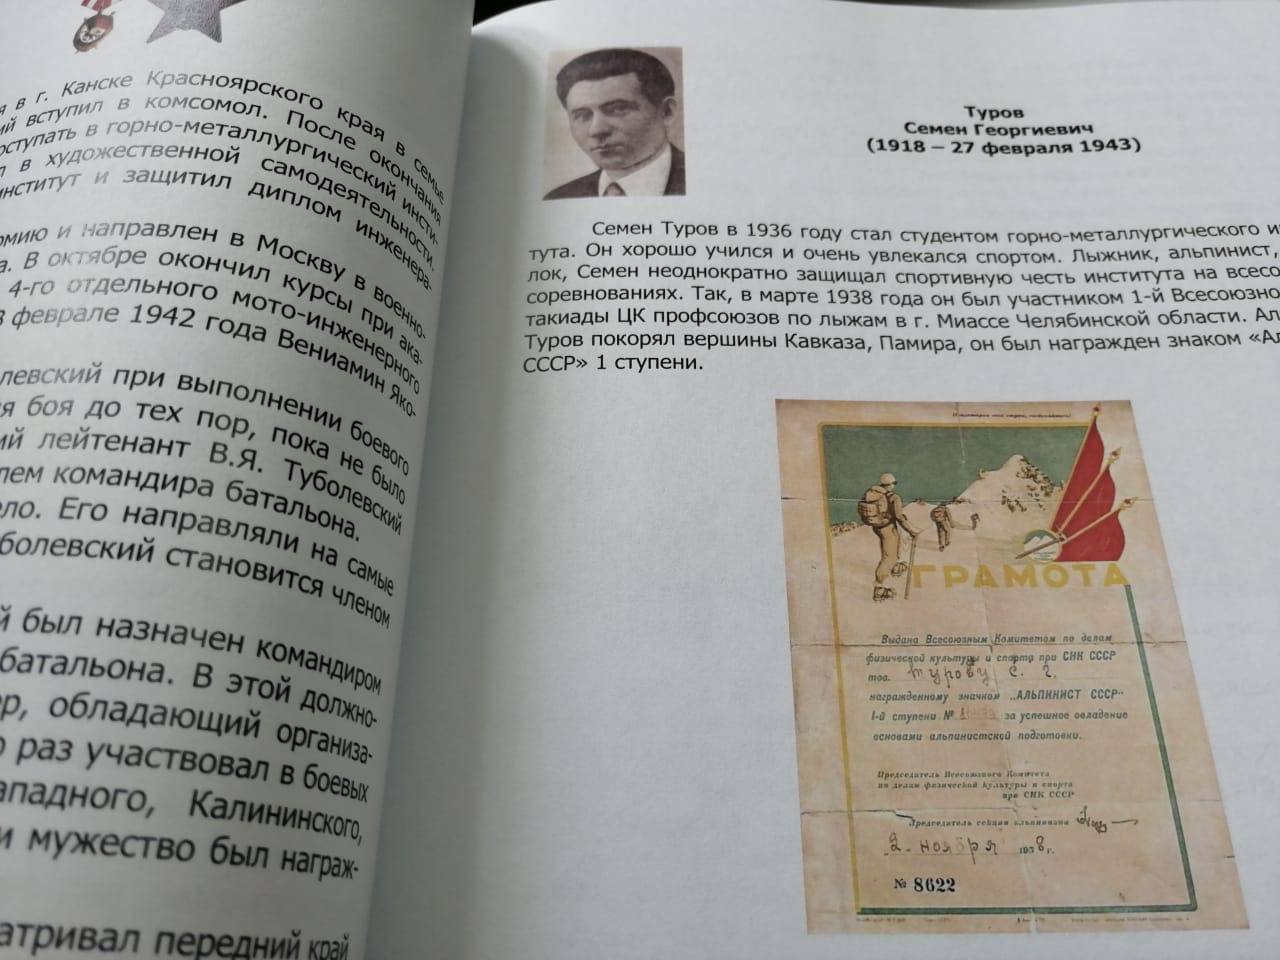 я в г. Канске Красноярского края в семье
вступил в комсомол. После окончания
поступать в горно-металлургический инсти-
в художественной самодеятельности.
институт и защитил диплом инженера-
армию и направлен в Москву в военно-
В октябре окончил курсы при ака-
4-го отдельного мото-инженерного
В феврале 1942 года Вениамин Яко-
олевский при выполнении боевого
я боя до тех пор, пока не было
лейтенант В.Я. Туболевский
лем командира батальона.
ело. Его направляли на самые
болевский становится членом
й был назначен командиром
батальона. В этой должно-
ер, обладающий организа-
о раз участвовал в боевых
ападного, Калининского,
и мужество был награж-
атривал передний край
Туров
Семен Георгиевич
(1918 – 27 февраля 1943)
Семен Туров в 1936 году стал студентом горно-металлургического и
тута. Он хорошо учился и очень увлекался спортом. Лыжник, альпинист,
лок, Семен неоднократно защищал спортивную честь института на всесо
соревнованиях. Так, в марте 1938 года он был участником 1-й Всесоюзно
такиады ЦК профсоюзов по лыжам в г. Миассе Челябинской области. Ал
Туров покорял вершины Кавказа, Памира, он был награжден знаком «Ал
СССР» 1 ступени.
Пролетарии всех стран, соединяйтесь!
ГРАМОТА
Выдана Всесоюзным Комитетом по делам
физической культуры и спорта при СНК СССР
тов. Турову С. Г.
награжденному значком „АЛЬПИНИСТ СССР"
I-й ступени № за успешное овладение
основами альпинистской подготовки.
Председатель Всесоюзного Комитета
по делам физической культуры и спорта
при СНК СССР
Председатель секции альпинизма
2 ноября 1938 г.
№ 8622